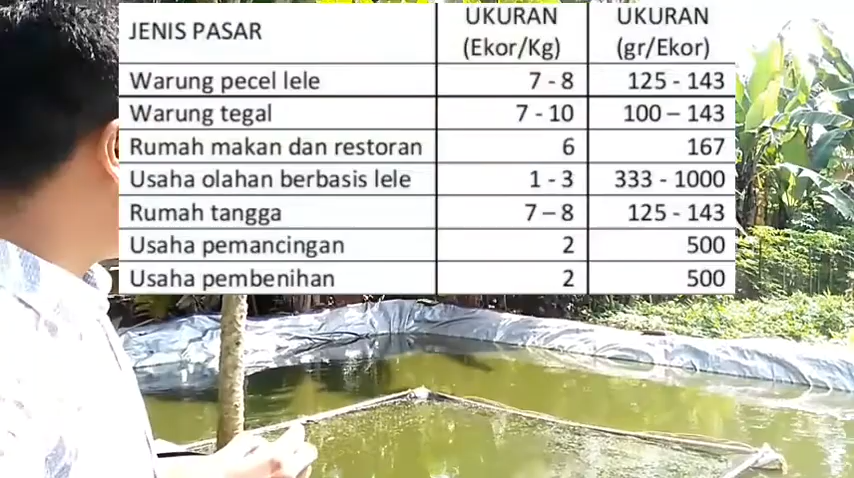 JENIS PASAR UKURAN (Ekor/Kg) UKURAN (gr/Ekor)
Warung pecel lele 7 - 8 125 - 143
Warung tegal 7 - 10 100 – 143
Rumah makan dan restoran 6 167
Usaha olahan berbasis lele 1 - 3 333 - 1000
Rumah tangga 7 – 8 125 - 143
Usaha pemancingan 2 500
Usaha pembenihan 2 500